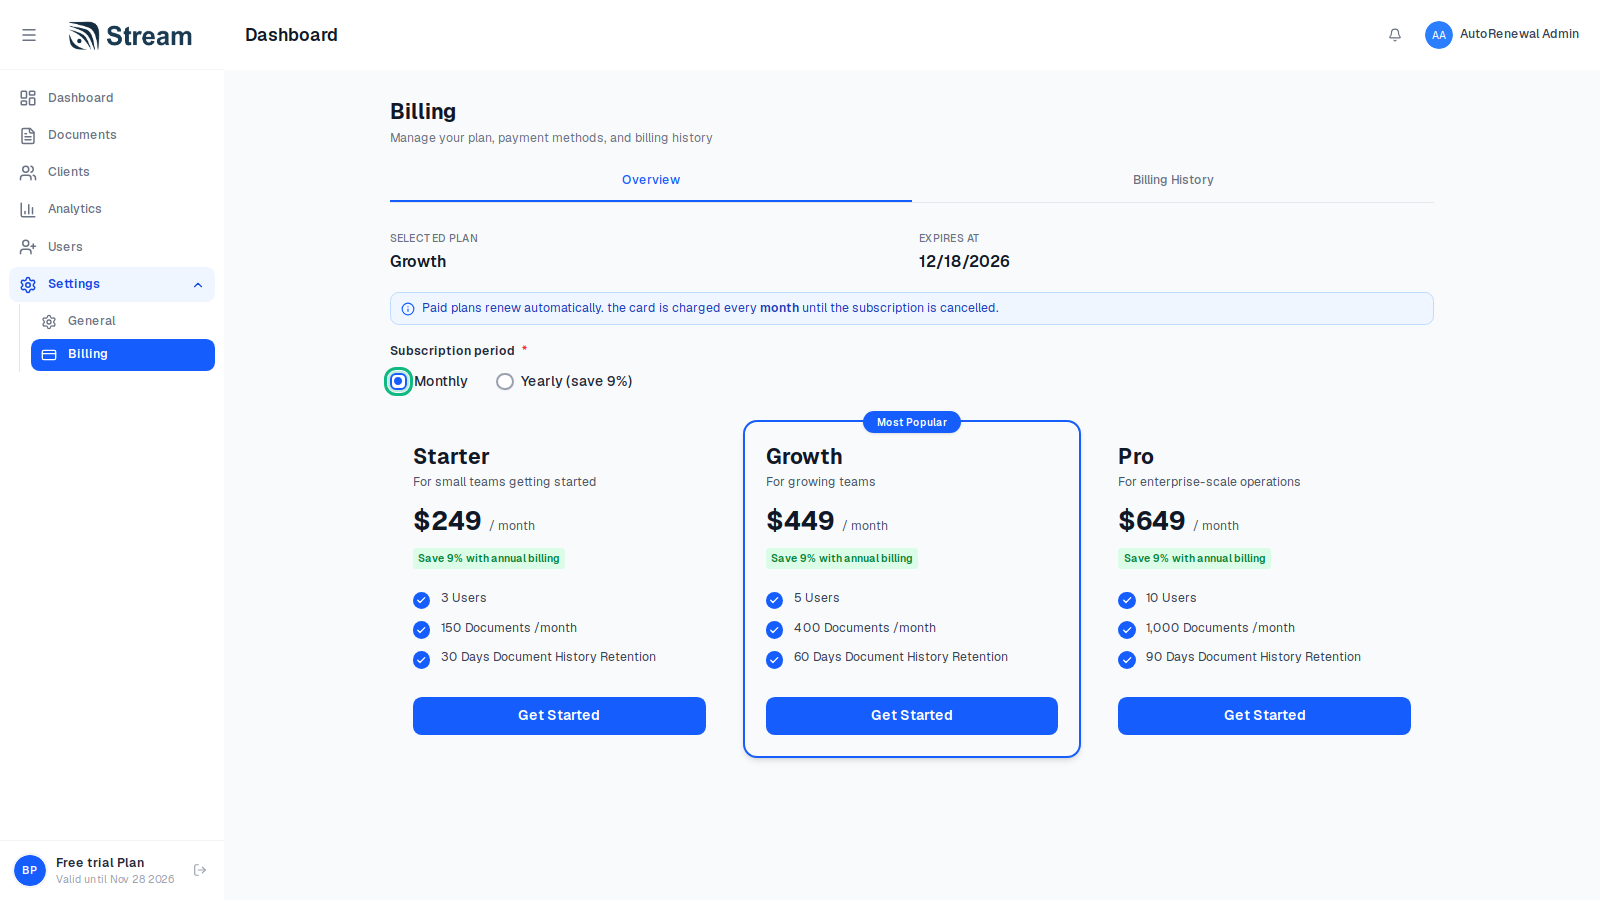 Stream
Dashboard
AA
AutoRenewal Admin
Dashboard
Documents
Clients
Analytics
Users
Settings
General
Billing
Free trial Plan
BP
Valid until Nov 28 2026
Billing
Manage your plan, payment methods, and billing history
Overview
Billing History
SELECTED PLAN
Growth
EXPIRES AT
12/18/2026
Paid plans renew automatically. the card is charged every month until the subscription is cancelled.
Subscription period *
Monthly
Yearly (save 9%)
Starter
For small teams getting started
$249 / month
Save 9% with annual billing
3 Users
150 Documents /month
30 Days Document History Retention
Get Started
Most Popular
Growth
For growing teams
$449 / month
Save 9% with annual billing
5 Users
400 Documents /month
60 Days Document History Retention
Get Started
Pro
For enterprise-scale operations
$649 / month
Save 9% with annual billing
10 Users
1,000 Documents /month
90 Days Document History Retention
Get Started